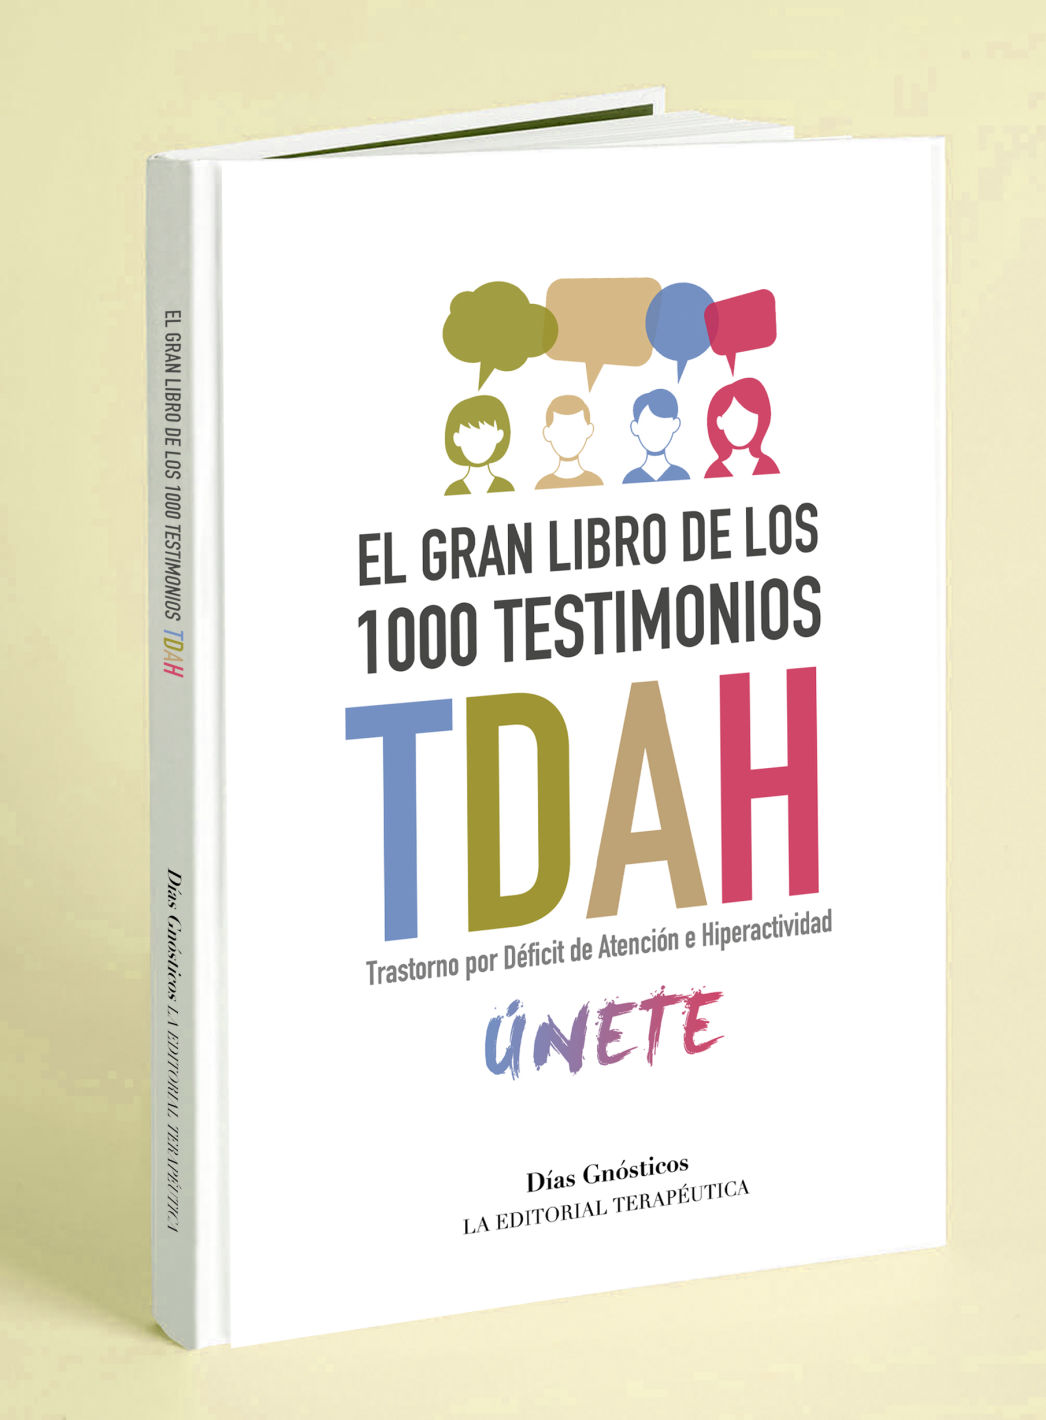 EL GRAN LIBRO DE LOS 1000 TESTIMONIOS TDAH
Días Gnósticos LA EDITORIAL TERAPÉUTICA
EL GRAN LIBRO DE LOS
1000 TESTIMONIOS
TDAH
Trastorno por Déficit de Atención e Hiperactividad
ÚNETE
Días Gnósticos
LA EDITORIAL TERAPÉUTICA